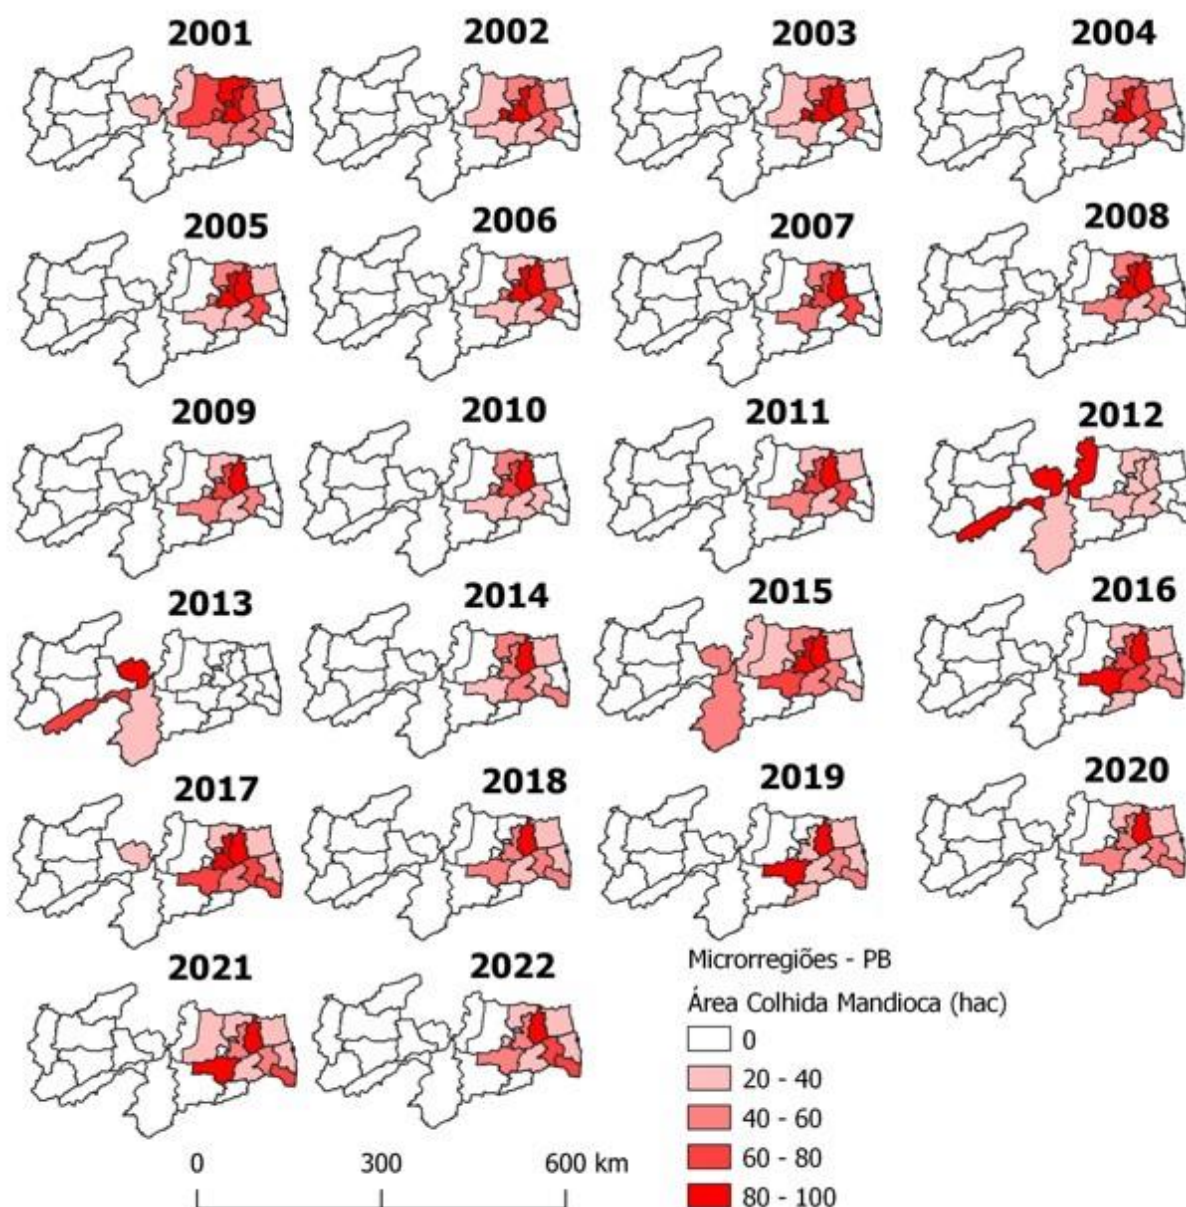 2001 2002 2003 2004
2005 2006 2007 2008
2009 2010 2011 2012
2013 2014 2015 2016
2017 2018 2019 2020
2021 2022
Microrregiões - PB
Área Colhida Mandioca (hac)
0
20 - 40
40 - 60
60 - 80
80 - 100
0 300 600 km